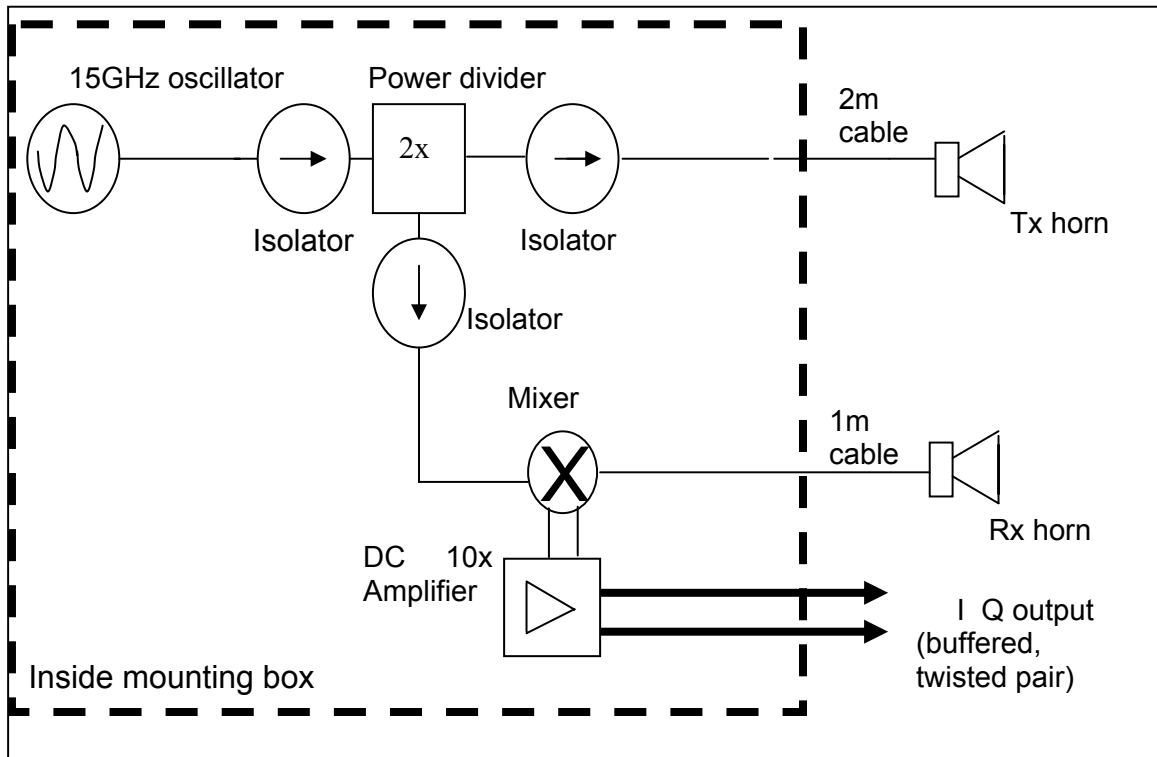 15GHz oscillator
Power divider
2m
cable
2x
Isolator
Isolator
Tx horn
Isolator
Mixer
1m
cable
X
Rx horn
DC 10x
Amplifier
I Q output
(buffered,
twisted pair)
Inside mounting box